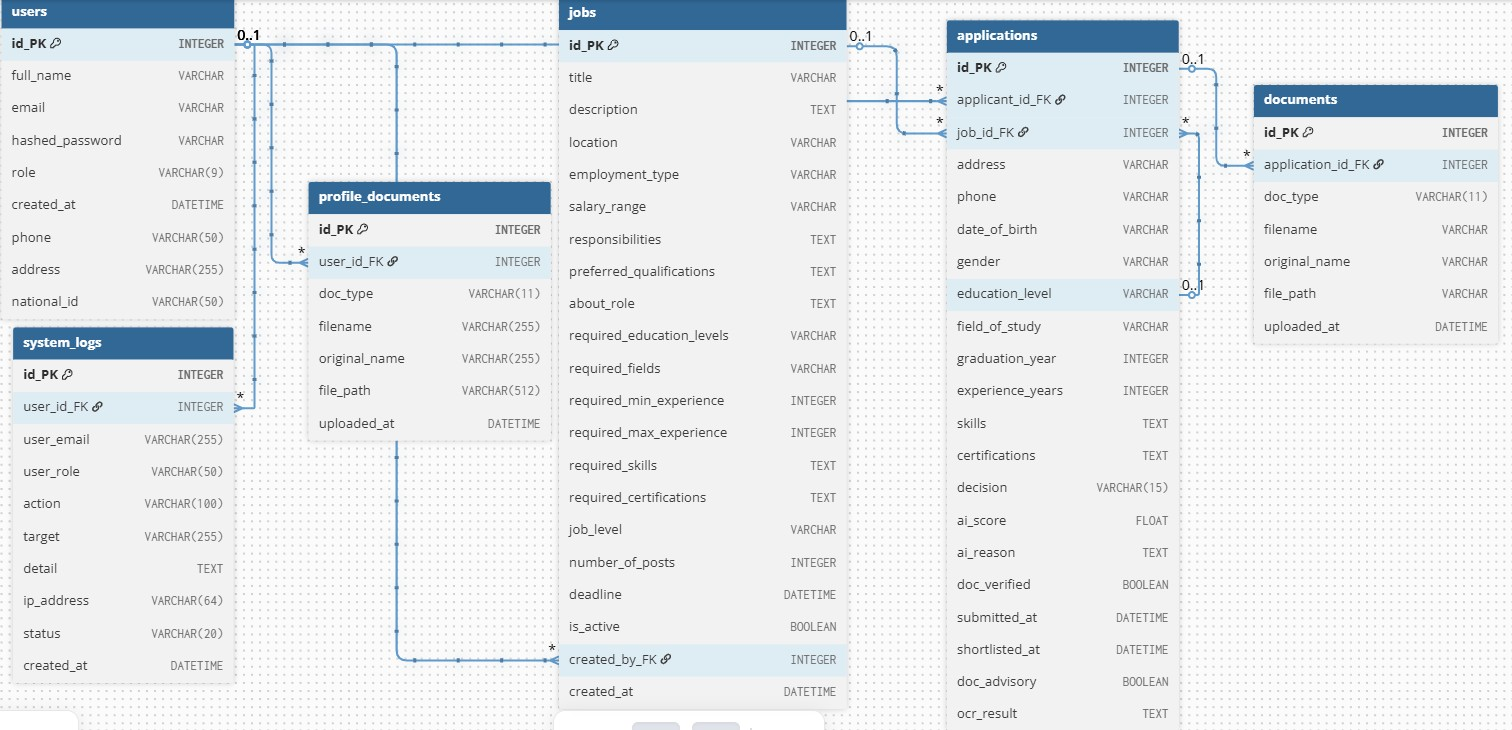 users
id_PK INTEGER
full_name VARCHAR
email VARCHAR
hashed_password VARCHAR
role VARCHAR(9)
created_at DATETIME
phone VARCHAR(50)
address VARCHAR(255)
national_id VARCHAR(50)
0..1
system_logs
id_PK INTEGER
user_id_FK INTEGER
*
user_email VARCHAR(255)
user_role VARCHAR(50)
action VARCHAR(100)
target VARCHAR(255)
detail TEXT
ip_address VARCHAR(64)
status VARCHAR(20)
created_at DATETIME
profile_documents
id_PK INTEGER
*
user_id_FK INTEGER
doc_type VARCHAR(11)
filename VARCHAR(255)
original_name VARCHAR(255)
file_path VARCHAR(512)
uploaded_at DATETIME
jobs
id_PK INTEGER
0..1
title VARCHAR
description TEXT
location VARCHAR
employment_type VARCHAR
salary_range VARCHAR
responsibilities TEXT
preferred_qualifications TEXT
about_role TEXT
required_education_levels VARCHAR
required_fields VARCHAR
required_min_experience INTEGER
required_max_experience INTEGER
required_skills TEXT
required_certifications TEXT
job_level VARCHAR
number_of_posts INTEGER
deadline DATETIME
is_active BOOLEAN
*
created_by_FK INTEGER
created_at DATETIME
applications
id_PK INTEGER
0..1
*
applicant_id_FK INTEGER
*
job_id_FK INTEGER
*
address VARCHAR
phone VARCHAR
date_of_birth VARCHAR
gender VARCHAR
education_level VARCHAR
0..1
field_of_study VARCHAR
graduation_year INTEGER
experience_years INTEGER
skills TEXT
certifications TEXT
decision VARCHAR(15)
ai_score FLOAT
ai_reason TEXT
doc_verified BOOLEAN
submitted_at DATETIME
shortlisted_at DATETIME
doc_advisory BOOLEAN
ocr_result TEXT
documents
id_PK INTEGER
*
application_id_FK INTEGER
doc_type VARCHAR(11)
filename VARCHAR
original_name VARCHAR
file_path VARCHAR
uploaded_at DATETIME